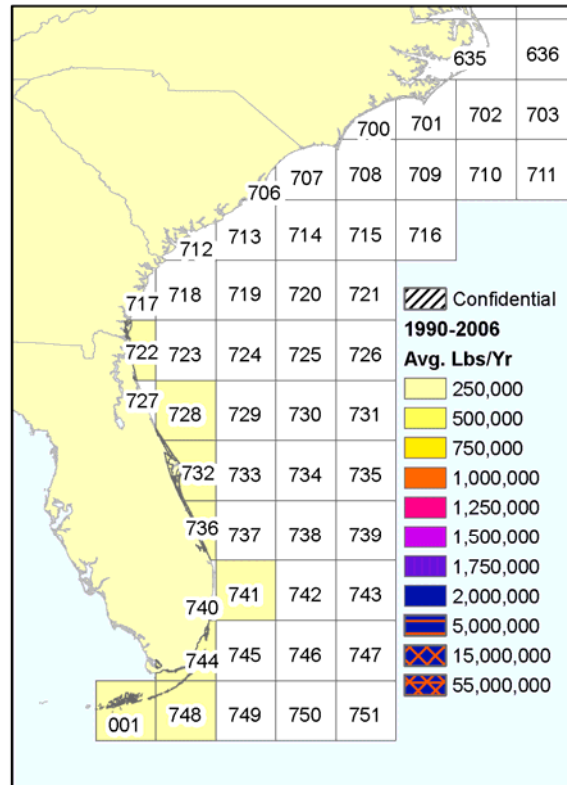 635 636
700 701 702 703
706 707 708 709 710 711
712 713 714 715 716
717 718 719 720 721
Confidential
1990-2006
Avg. Lbs/Yr
250,000
500,000
750,000
1,000,000
1,250,000
1,500,000
1,750,000
2,000,000
5,000,000
15,000,000
55,000,000
722 723 724 725 726
727 728 729 730 731
732 733 734 735
736 737 738 739
740 741 742 743
744 745 746 747
001 748 749 750 751